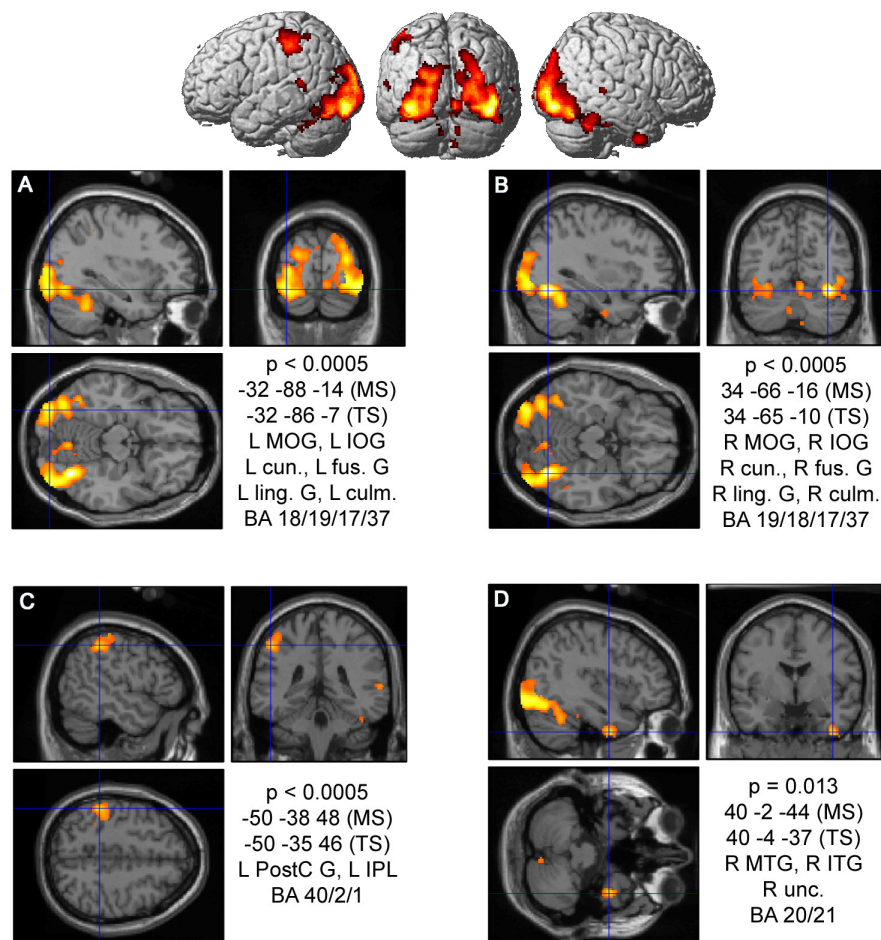 A
p < 0.0005
-32 -88 -14 (MS)
-32 -86 -7 (TS)
L MOG, L IOG
L cun., L fus. G
L ling. G, L culm.
BA 18/19/17/37
B
p < 0.0005
34 -66 -16 (MS)
34 -65 -10 (TS)
R MOG, R IOG
R cun., R fus. G
R ling. G, R culm.
BA 19/18/17/37
C
p < 0.0005
-50 -38 48 (MS)
-50 -35 46 (TS)
L PostC G, L IPL
BA 40/2/1
D
p = 0.013
40 -2 -44 (MS)
40 -4 -37 (TS)
R MTG, R ITG
R unc.
BA 20/21